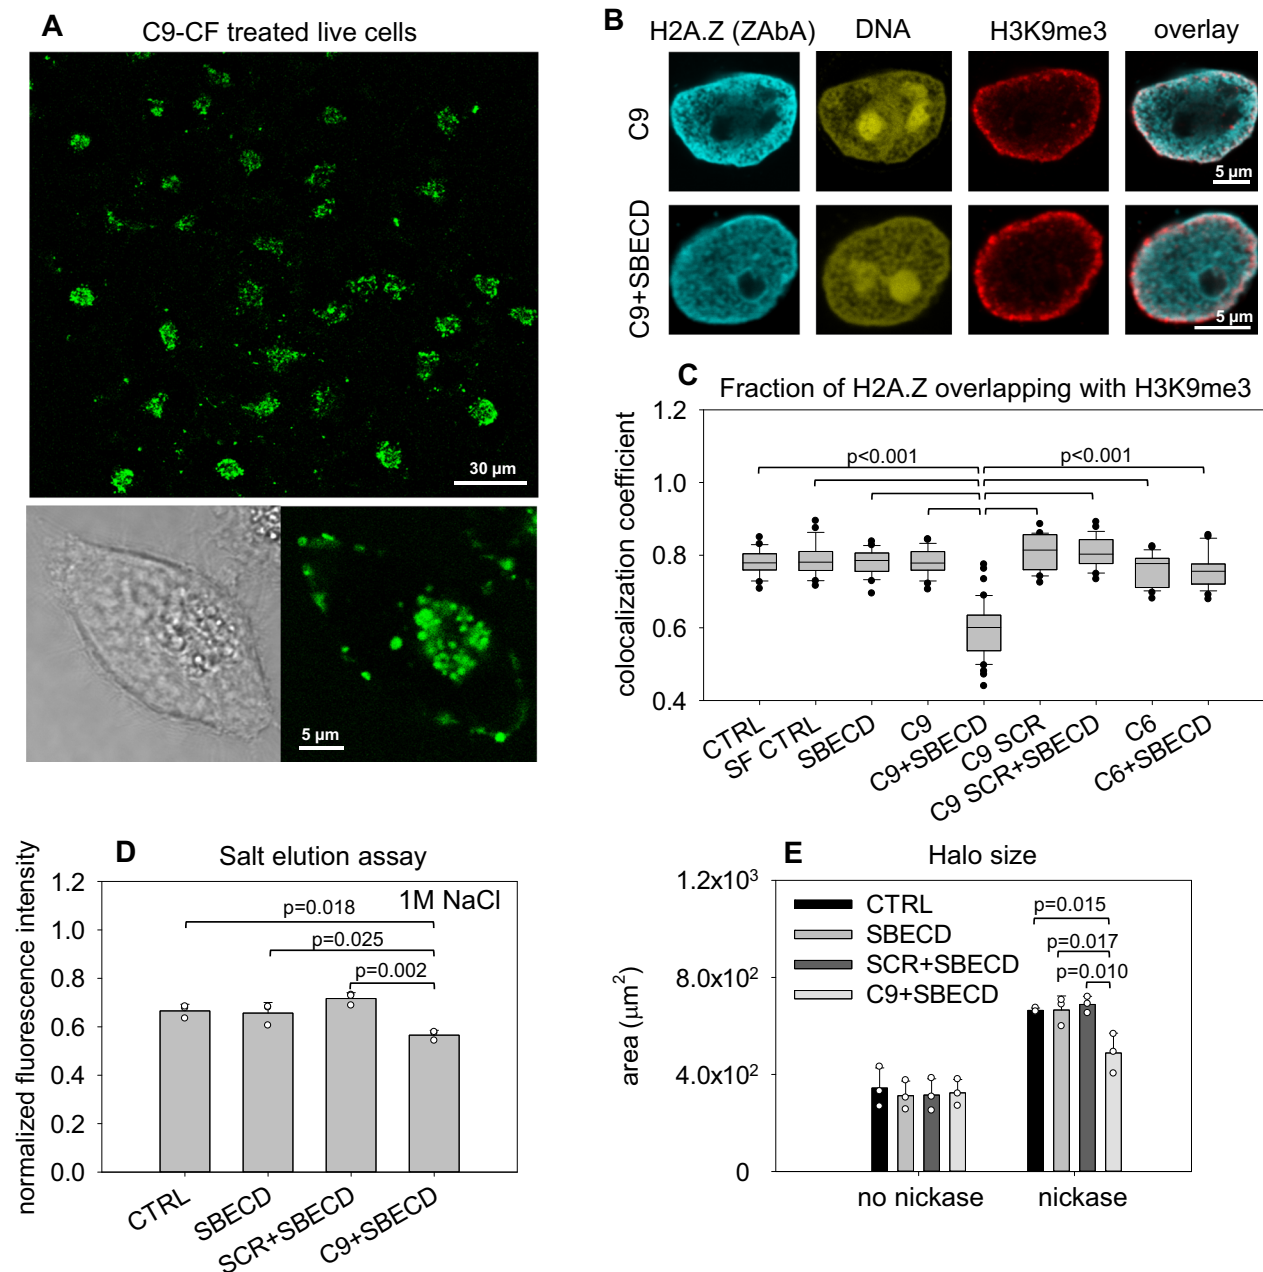 A
C9-CF treated live cells
30 µm
5 µm
B
H2A.Z (ZAbA)
DNA
H3K9me3
overlay
C9
5 µm
C9+SBECD
5 µm
C
Fraction of H2A.Z overlapping with H3K9me3
colocalization coefficient
1.2
1.0
0.8
0.6
0.4
p<0.001
p<0.001
CTRL
SF CTRL
SBECD
C9
C9+SBECD
C9 SCR
C9 SCR+SBECD
C6
C6+SBECD
D
Salt elution assay
normalized fluorescence intensity
1.2
1.0
0.8
0.6
0.4
0.2
0.0
1M NaCl
p=0.018
p=0.025
p=0.002
CTRL
SBECD
SCR+SBECD
C9+SBECD
E
Halo size
area (µm²)
1.2x10³
8.0x10²
4.0x10²
0
CTRL
SBECD
SCR+SBECD
C9+SBECD
p=0.015
p=0.017
p=0.010
no nickase
nickase